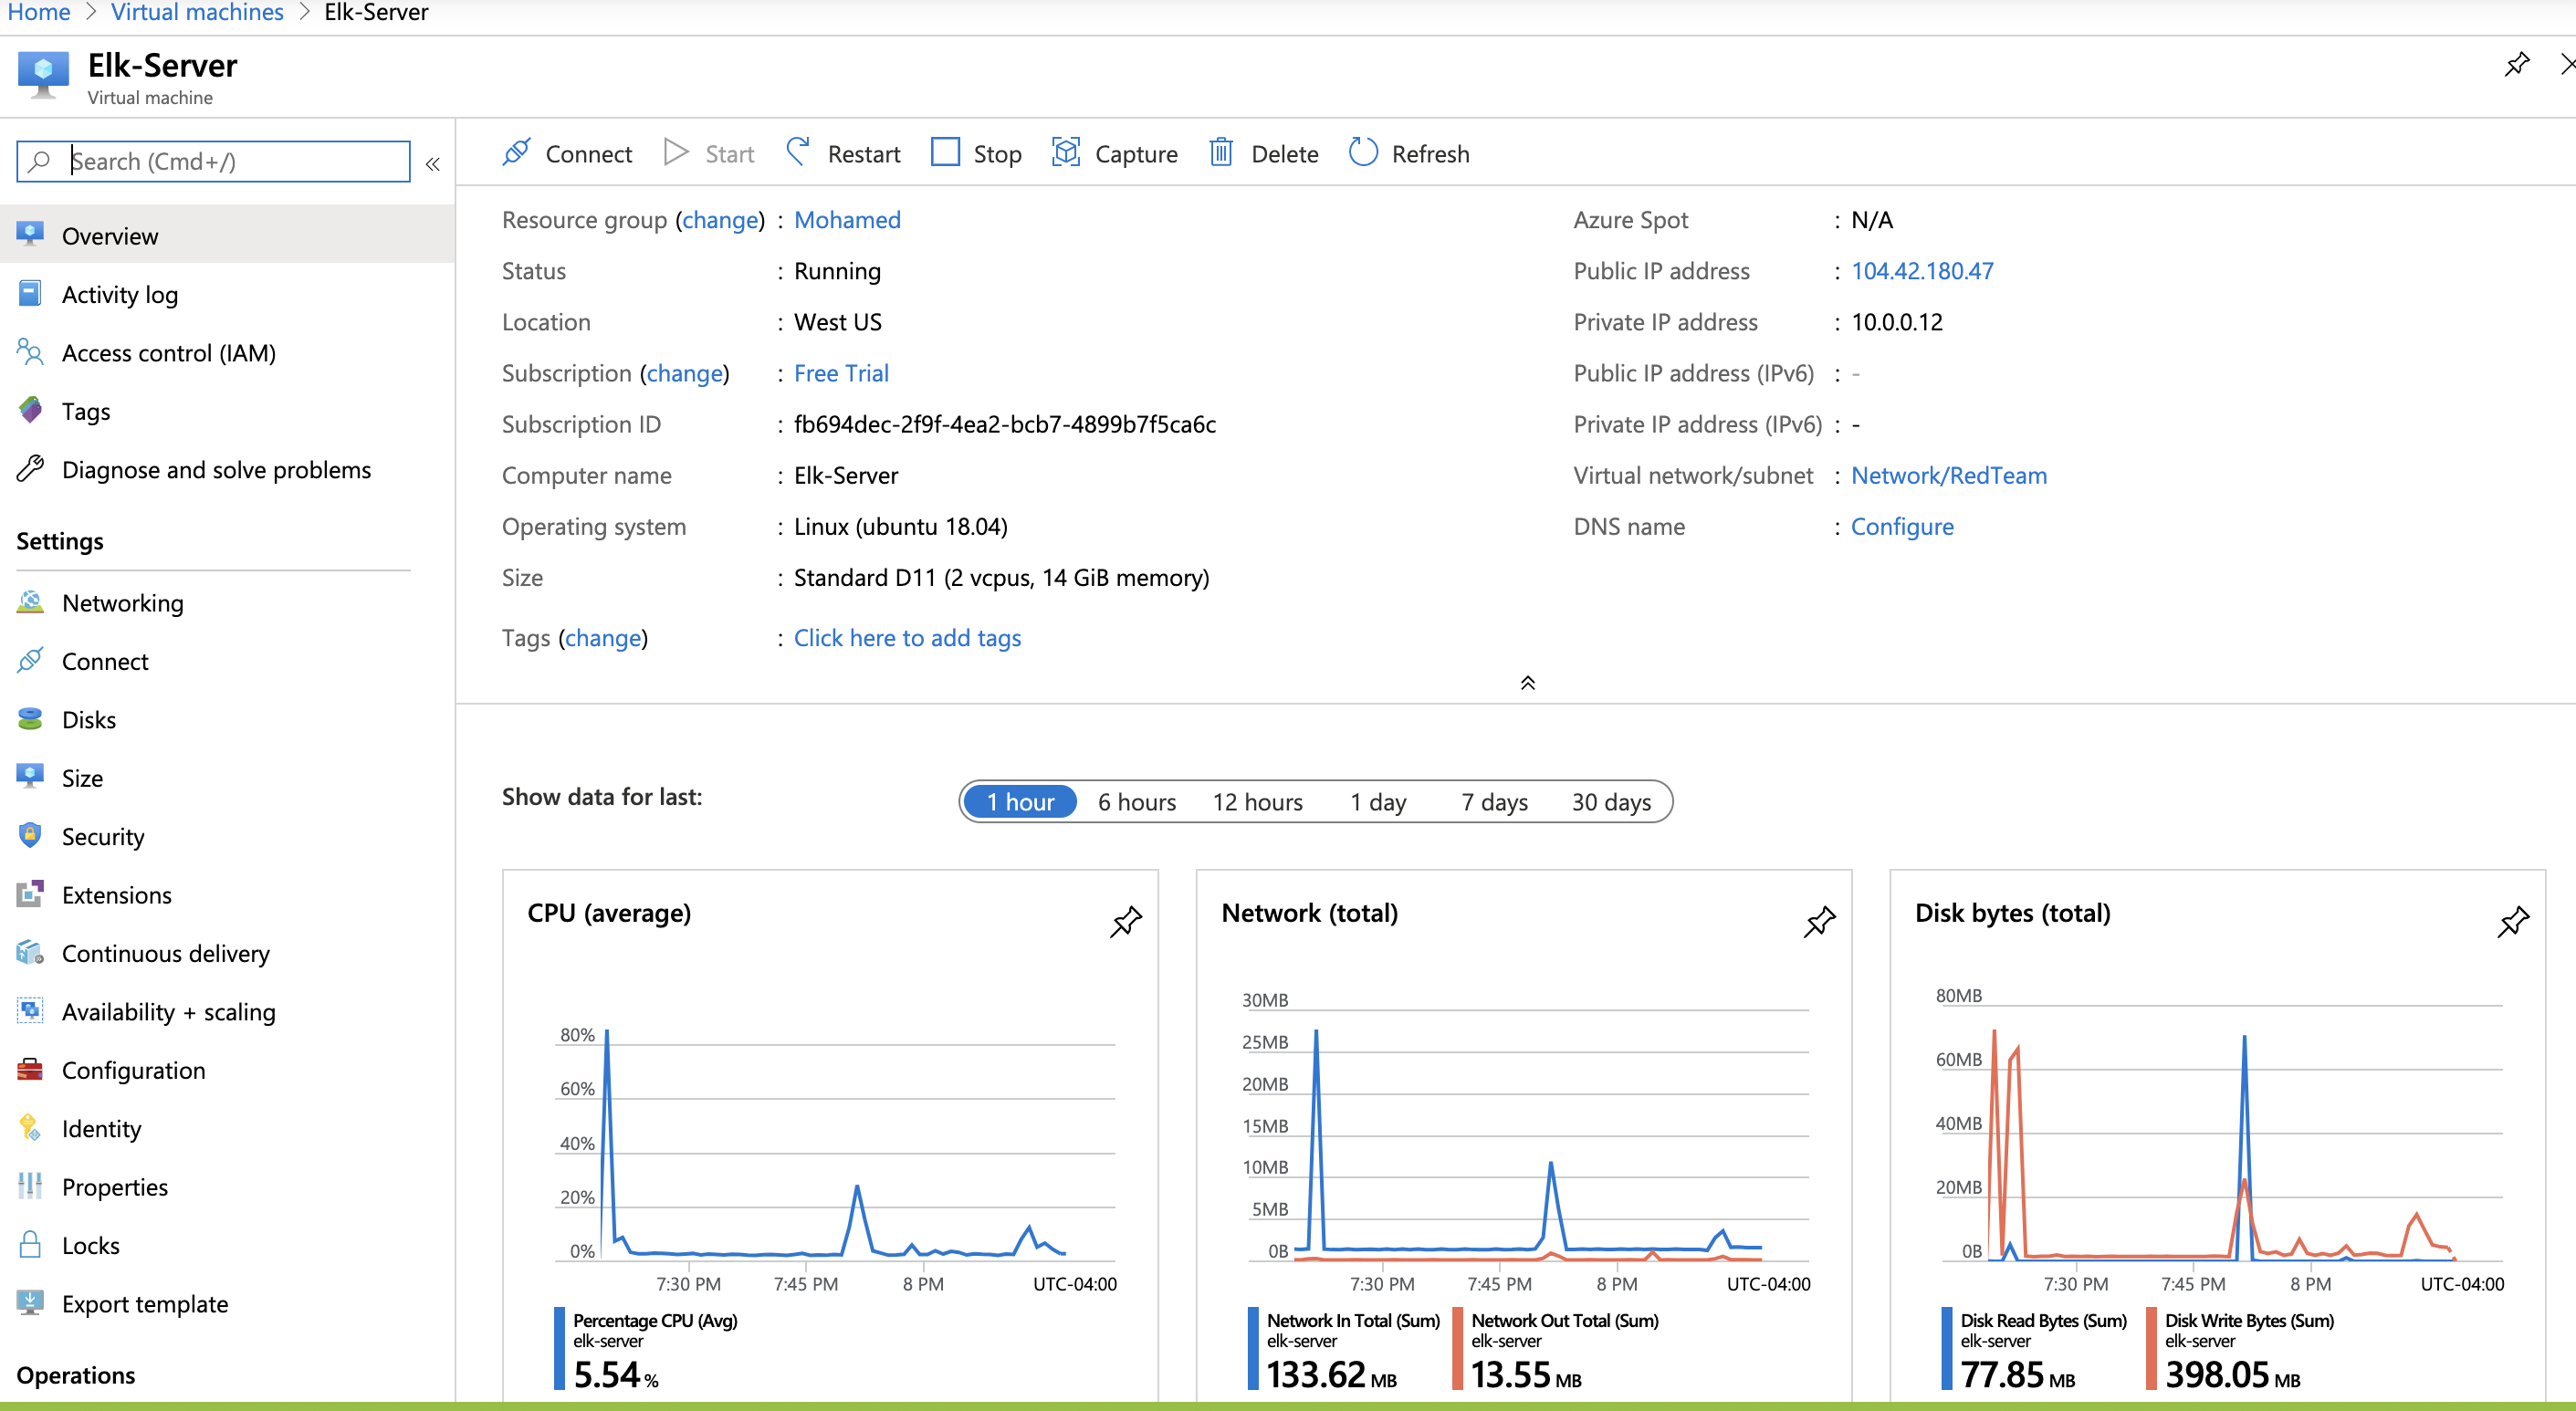 Home > Virtual machines > Elk-Server
Elk-Server
Virtual machine
Search (Cmd+/)
«
Overview
Activity log
Access control (IAM)
Tags
Diagnose and solve problems
Settings
Networking
Connect
Disks
Size
Security
Extensions
Continuous delivery
Availability + scaling
Configuration
Identity
Properties
Locks
Export template
Operations
Connect Start Restart Stop Capture Delete Refresh
Resource group (change) : Mohamed
Status : Running
Location : West US
Subscription (change) : Free Trial
Subscription ID : fb694dec-2f9f-4ea2-bcb7-4899b7f5ca6c
Computer name : Elk-Server
Operating system : Linux (ubuntu 18.04)
Size : Standard D11 (2 vcpus, 14 GiB memory)
Tags (change) : Click here to add tags
Azure Spot : N/A
Public IP address : 104.42.180.47
Private IP address : 10.0.0.12
Public IP address (IPv6) : -
Private IP address (IPv6) : -
Virtual network/subnet : Network/RedTeam
DNS name : Configure
Show data for last: 1 hour 6 hours 12 hours 1 day 7 days 30 days
CPU (average)
80%
60%
40%
20%
0%
7:30 PM 7:45 PM 8 PM UTC-04:00
Percentage CPU (Avg)
elk-server
5.54 %
Network (total)
30MB
25MB
20MB
15MB
10MB
5MB
0B
7:30 PM 7:45 PM 8 PM UTC-04:00
Network In Total (Sum) Network Out Total (Sum)
elk-server elk-server
133.62 MB 13.55 MB
Disk bytes (total)
80MB
60MB
40MB
20MB
0B
7:30 PM 7:45 PM 8 PM UTC-04:00
Disk Read Bytes (Sum) Disk Write Bytes (Sum)
elk-server elk-server
77.85 MB 398.05 MB